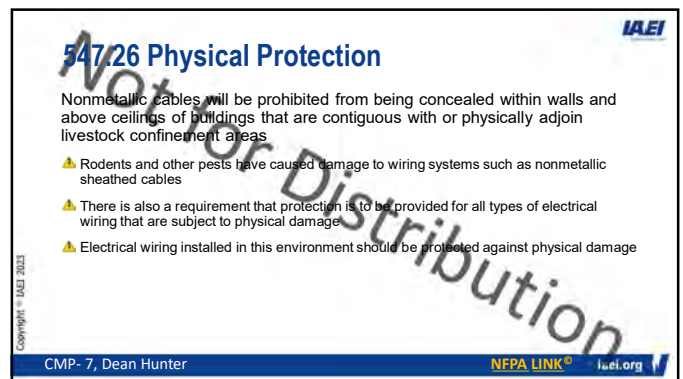 IAEI
547.26 Physical Protection
Nonmetallic cables will be prohibited from being concealed within walls and
above ceilings of buildings that are contiguous with or physically adjoin
livestock confinement areas
Rodents and other pests have caused damage to wiring systems such as nonmetallic
sheathed cables
There is also a requirement that protection is to be provided for all types of electrical
wiring that are subject to physical damage
Electrical wiring installed in this environment should be protected against physical damage
Not for Distribution
Copyright © IAEI 2023
CMP- 7, Dean Hunter
NFPA LINK©
iaei.org